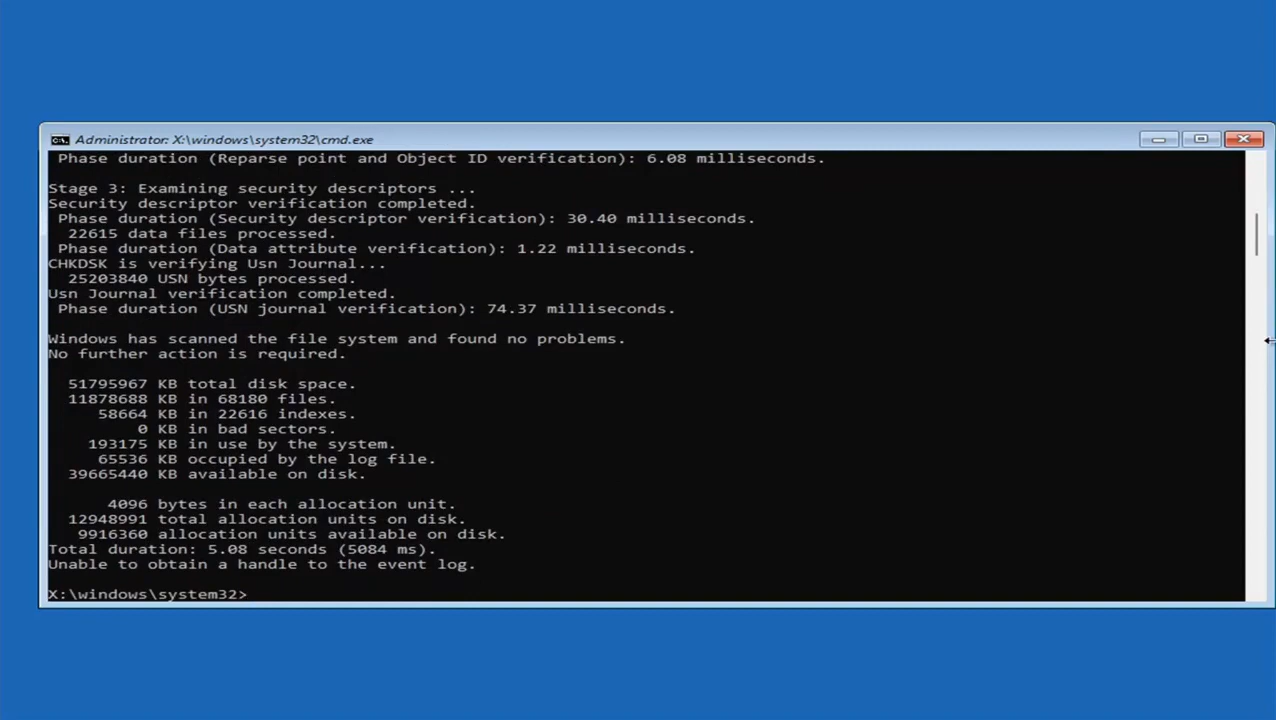 Administrator: X:\windows\system32\cmd.exe
Phase duration (Reparse point and Object ID verification): 6.08 milliseconds.
Stage 3: Examining security descriptors ...
Security descriptor verification completed.
Phase duration (Security descriptor verification): 30.40 milliseconds.
22615 data files processed.
Phase duration (Data attribute verification): 1.22 milliseconds.
CHKDSK is verifying Usn Journal...
25203840 USN bytes processed.
Usn Journal verification completed.
Phase duration (USN journal verification): 74.37 milliseconds.
Windows has scanned the file system and found no problems.
No further action is required.
51795967 KB total disk space.
11878688 KB in 68180 files.
58664 KB in 22616 indexes.
0 KB in bad sectors.
193175 KB in use by the system.
65536 KB occupied by the log file.
39665440 KB available on disk.
4096 bytes in each allocation unit.
12948991 total allocation units on disk.
9916360 allocation units available on disk.
Total duration: 5.08 seconds (5084 ms).
Unable to obtain a handle to the event log.
X:\windows\system32>